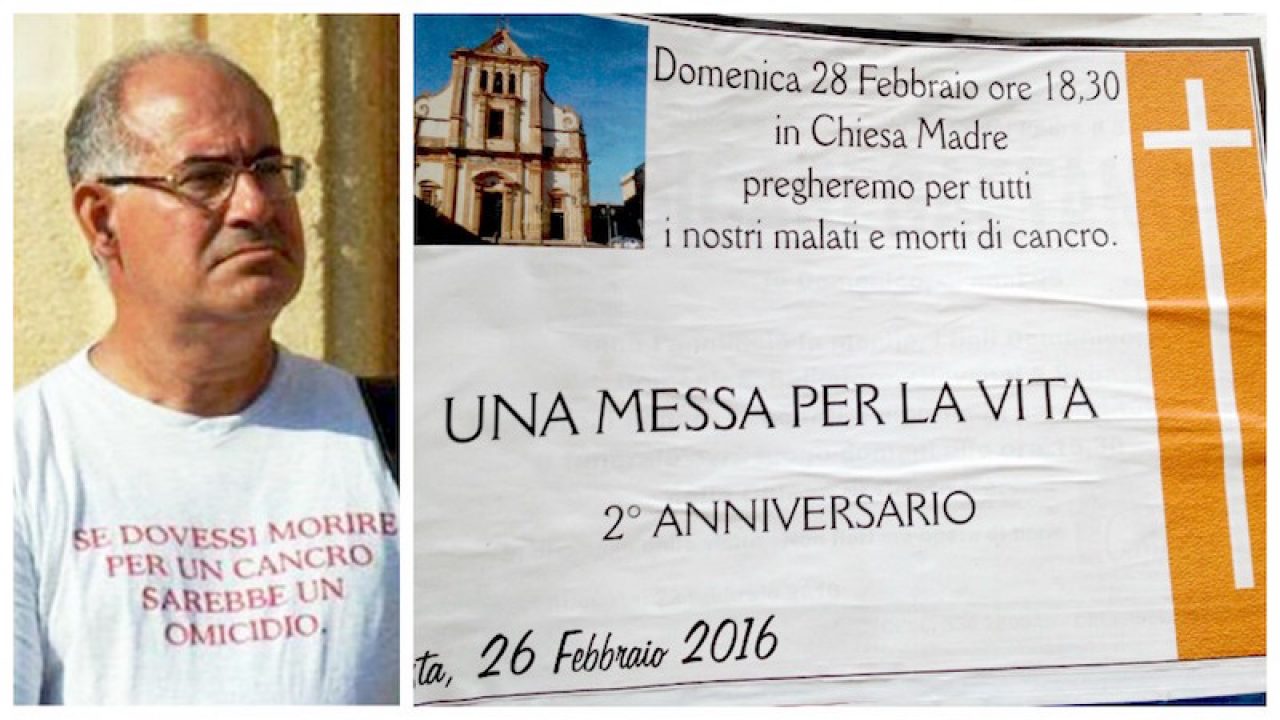 SE DOVESSI MORIRE
PER UN CANCRO
SAREBBE UN
OMICIDIO.
Domenica 28 Febbraio ore 18,30
in Chiesa Madre
pregheremo per tutti
i nostri malati e morti di cancro.
UNA MESSA PER LA VITA
2° ANNIVERSARIO
ta, 26 Febbraio 2016